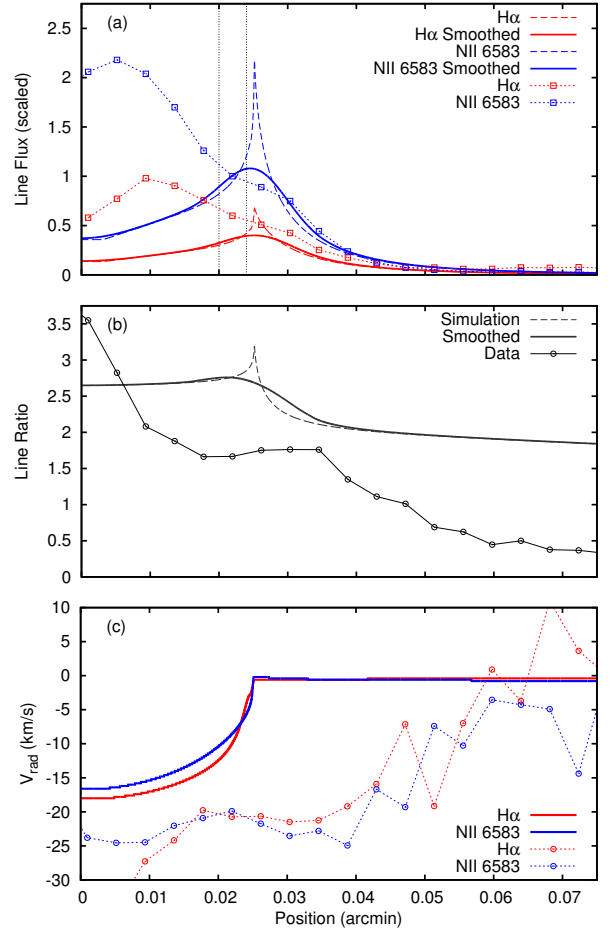 (a)
Hα
Hα Smoothed
NII 6583
NII 6583 Smoothed
Hα
NII 6583
Line Flux (scaled)
2.5
2
1.5
1
0.5
0
(b)
Simulation
Smoothed
Data
Line Ratio
3.5
3
2.5
2
1.5
1
0.5
0
(c)
Hα
NII 6583
Hα
NII 6583
V_rad (km/s)
10
5
0
-5
-10
-15
-20
-25
-30
0 0.01 0.02 0.03 0.04 0.05 0.06 0.07
Position (arcmin)